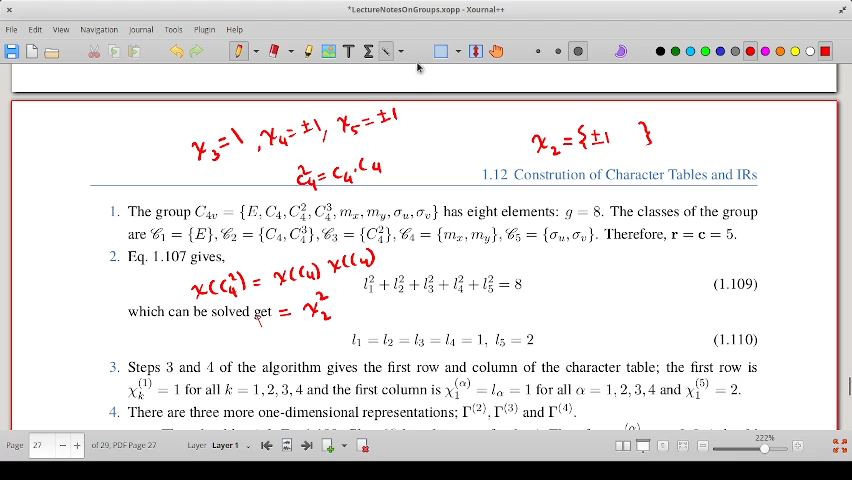 *LectureNotesOnGroups.xopp - Xournal++
File Edit View Navigation Journal Tools Plugin Help
χ₃=1, χ₄=±1, χ₅=±1
χ₂={±1 }
C₄²=C₄·C₄
1.12 Constrution of Character Tables and IRs
1. The group C₄ᵥ = {E, C₄, C₄², C₄³, mₓ, m_y, σᵤ, σᵥ} has eight elements: g = 8. The classes of the group
are 𝒞₁ = {E}, 𝒞₂ = {C₄, C₄³}, 𝒞₃ = {C₄²}, 𝒞₄ = {mₓ, m_y}, 𝒞₅ = {σᵤ, σᵥ}. Therefore, r = c = 5.
2. Eq. 1.107 gives,
χ(C₄²) = χ(C₄) χ(C₄)
l₁² + l₂² + l₃² + l₄² + l₅² = 8 (1.109)
which can be solved get
= χ₂²
l₁ = l₂ = l₃ = l₄ = 1, l₅ = 2 (1.110)
3. Steps 3 and 4 of the algorithm gives the first row and column of the character table; the first row is
χₖ⁽¹⁾ = 1 for all k = 1, 2, 3, 4 and the first column is χ₁⁽ᵅ⁾ = l_α = 1 for all α = 1, 2, 3, 4 and χ₁⁽⁵⁾ = 2.
4. There are three more one-dimensional representations; Γ⁽²⁾, Γ⁽³⁾ and Γ⁽⁴⁾.
Page 27 of 29, PDF Page 27 Layer Layer 1 222%